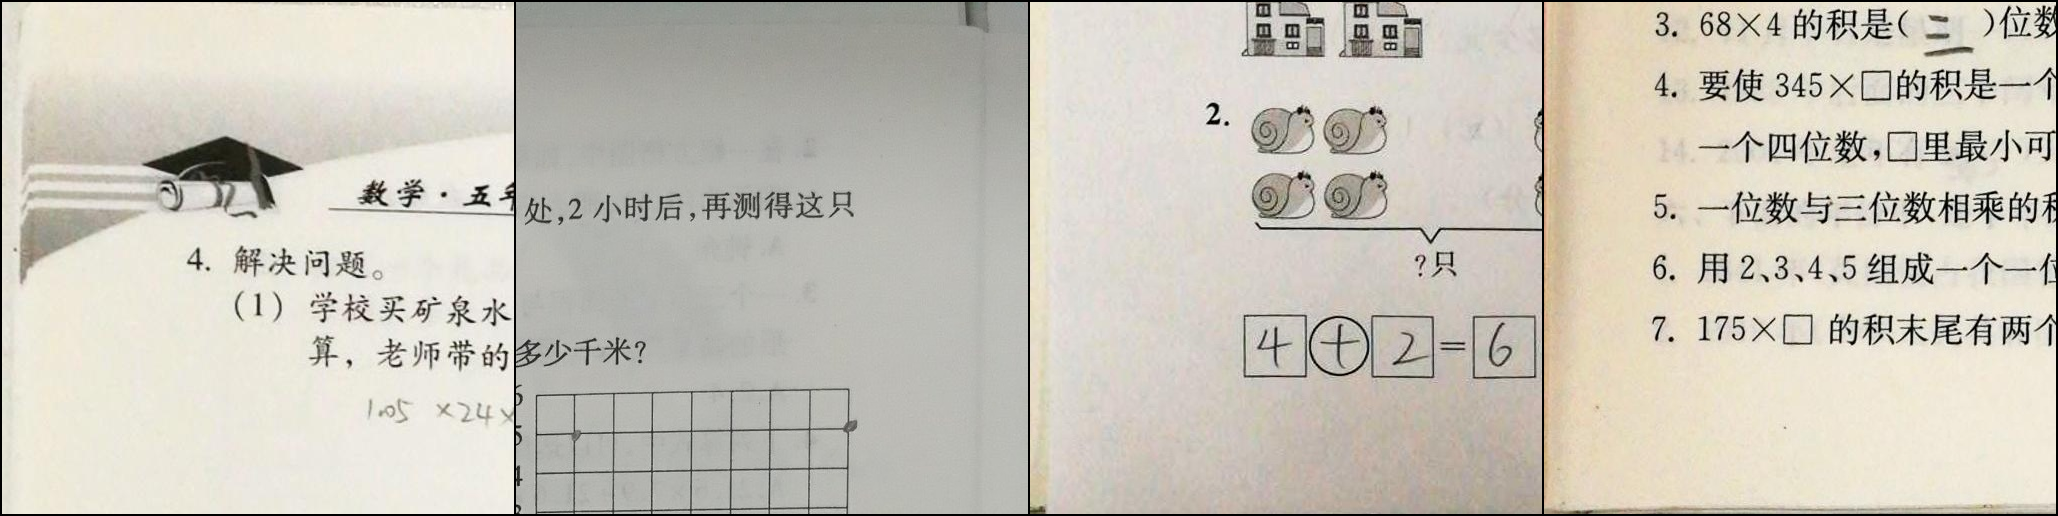 数学·五年
4. 解决问题。
(1) 学校买矿泉水
算，老师带的
1.05 ×24×
处,2小时后,再测得这只
多少千米?
6
5
4
3
2.
?只
4+2=6
3. 68×4的积是(三)位数
4. 要使345×□的积是一个
一个四位数,□里最小可
5. 一位数与三位数相乘的积
6. 用2、3、4、5组成一个一位
7. 175×□ 的积末尾有两个